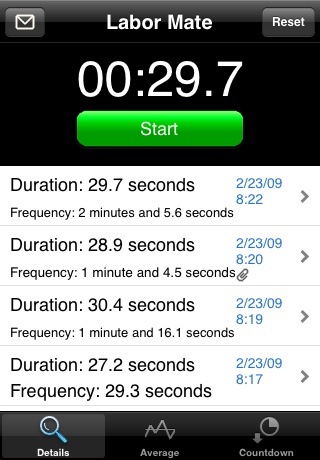 Labor Mate
Reset
00:29.7
Start
Duration: 29.7 seconds
2/23/09
8:22
Frequency: 2 minutes and 5.6 seconds
Duration: 28.9 seconds
2/23/09
8:20
Frequency: 1 minute and 4.5 seconds
Duration: 30.4 seconds
2/23/09
8:19
Frequency: 1 minute and 16.1 seconds
Duration: 27.2 seconds
2/23/09
8:17
Frequency: 29.3 seconds
Details
Average
Countdown